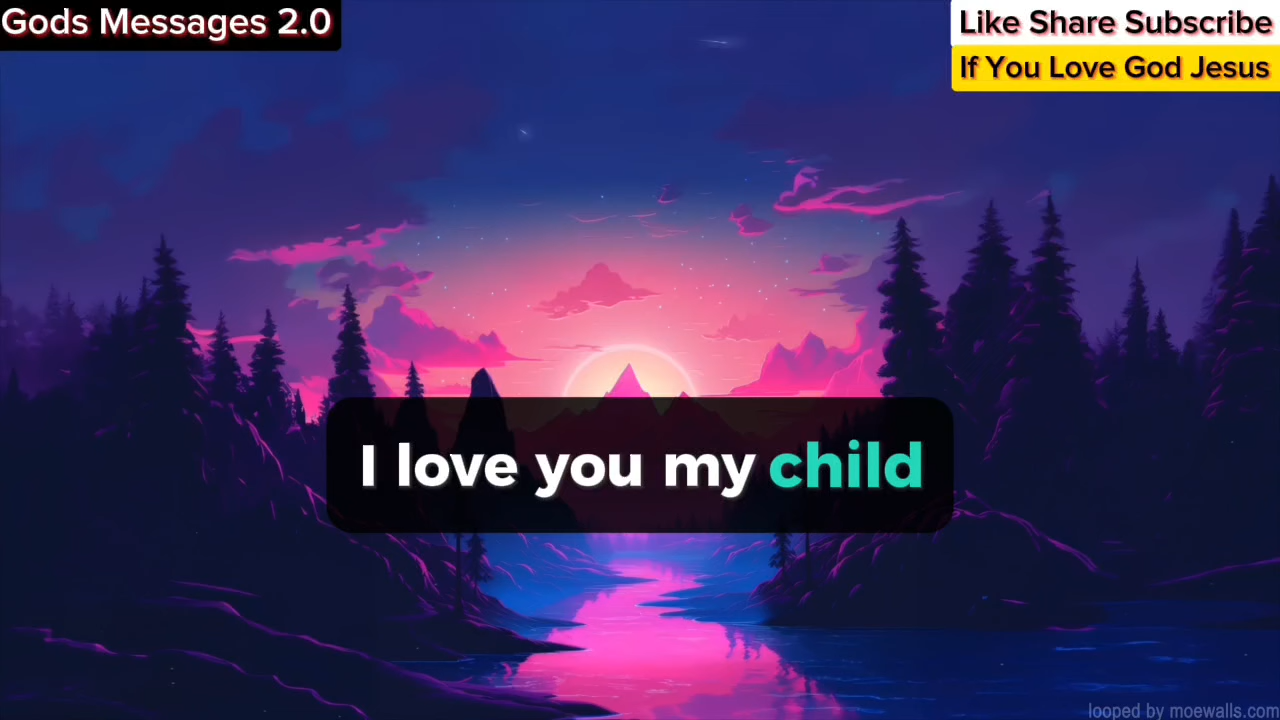 Gods Messages 2.0
Like Share Subscribe
If You Love God Jesus
I love you my child
looped by moewalls.com